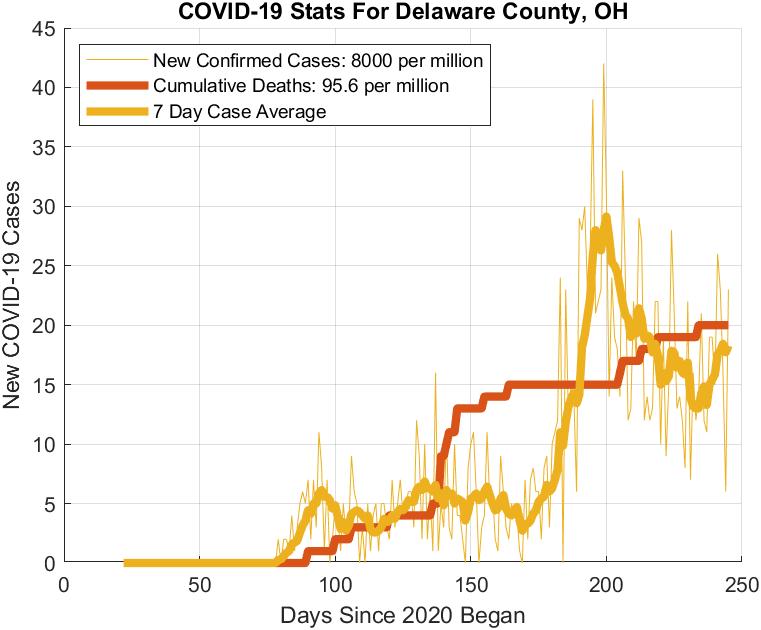 COVID-19 Stats For Delaware County, OH
New Confirmed Cases: 8000 per million
Cumulative Deaths: 95.6 per million
7 Day Case Average
New COVID-19 Cases
45
40
35
30
25
20
15
10
5
0
0 50 100 150 200 250
Days Since 2020 Began